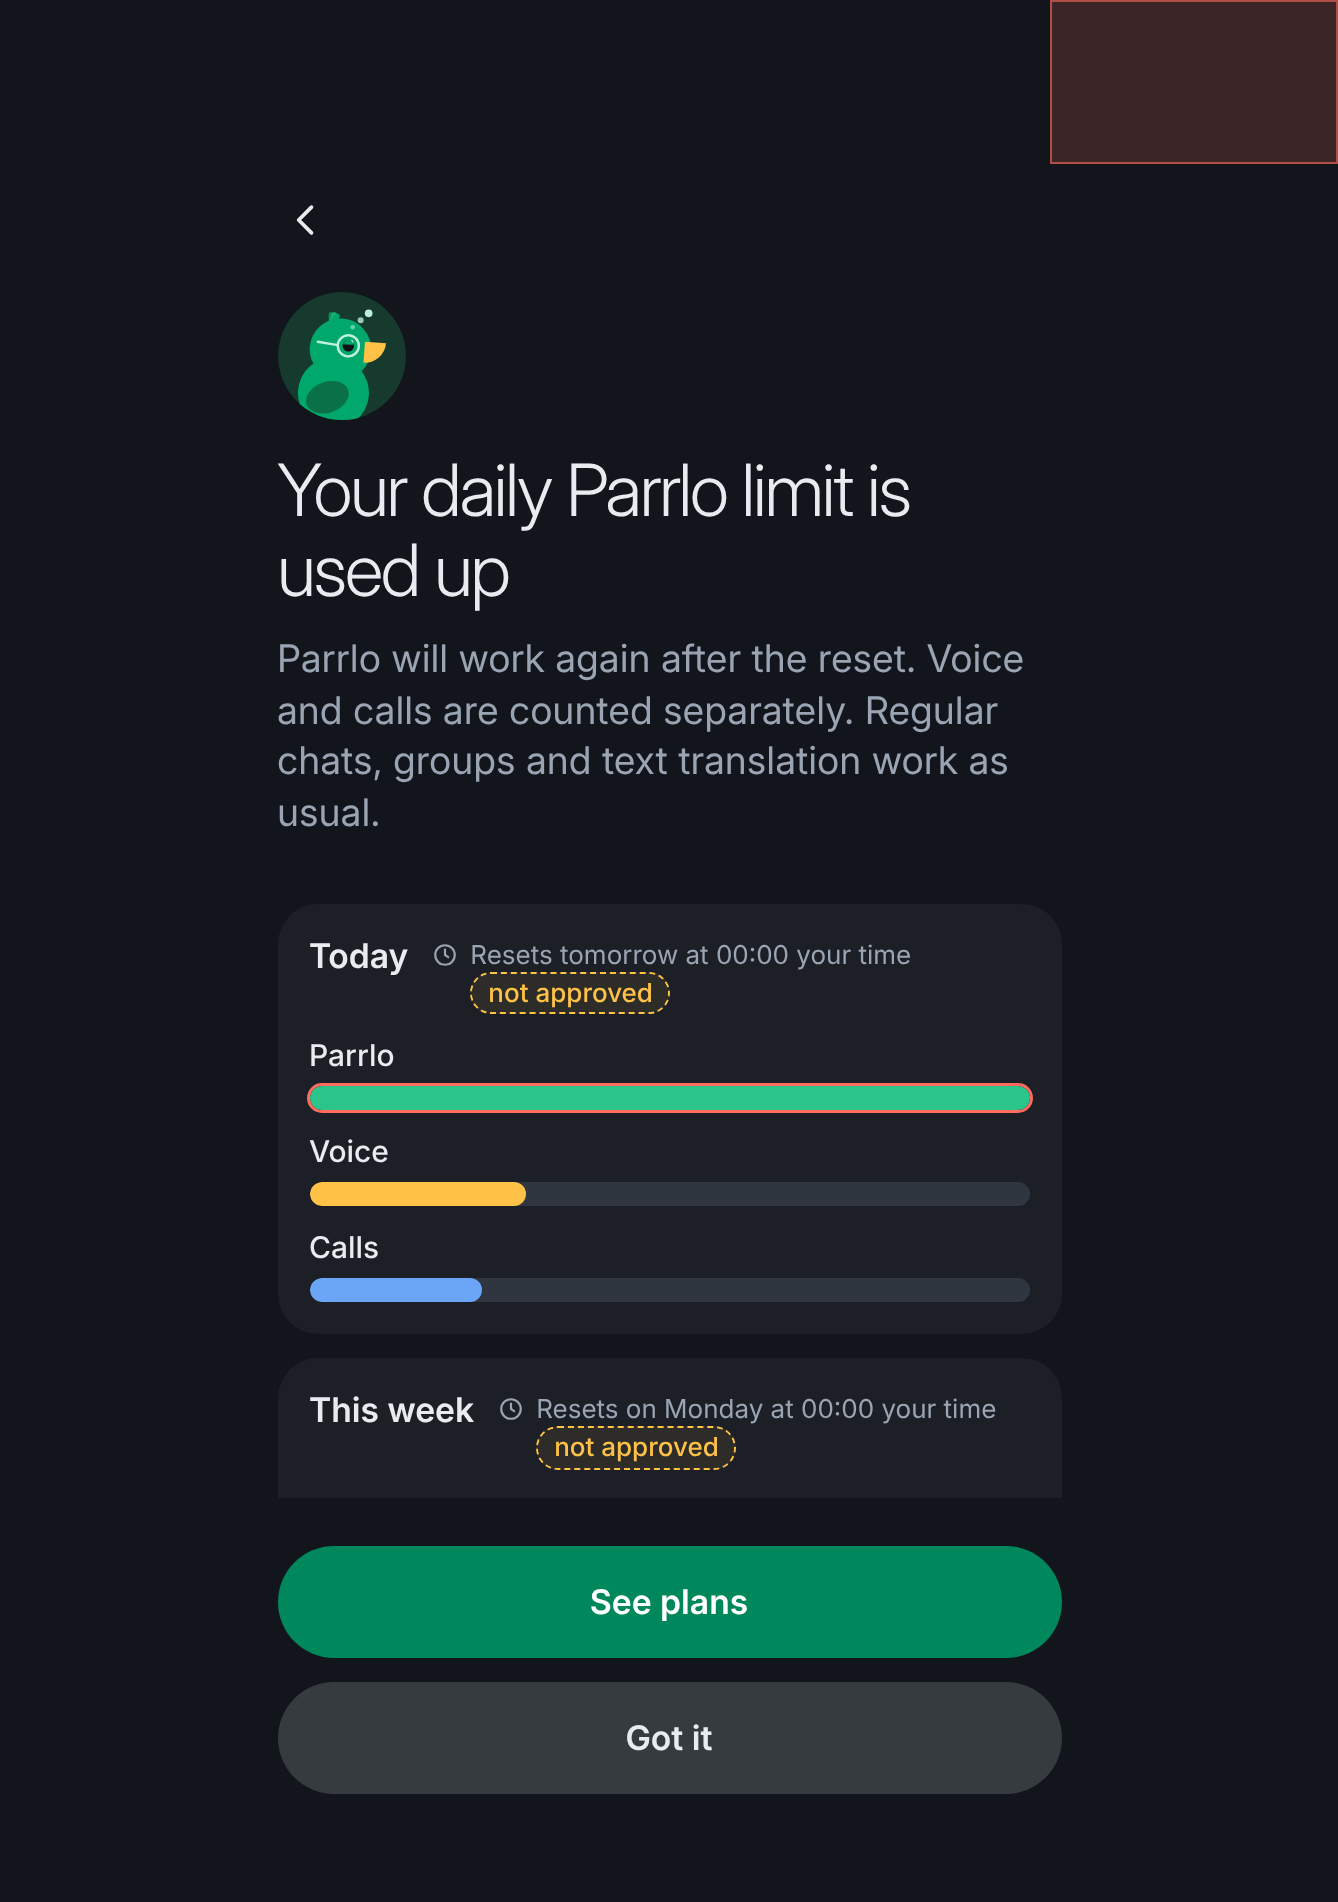 Your daily Parrlo limit is
used up
Parrlo will work again after the reset. Voice
and calls are counted separately. Regular
chats, groups and text translation work as
usual.
Today Resets tomorrow at 00:00 your time
not approved
Parrlo
Voice
Calls
This week Resets on Monday at 00:00 your time
not approved
See plans
Got it